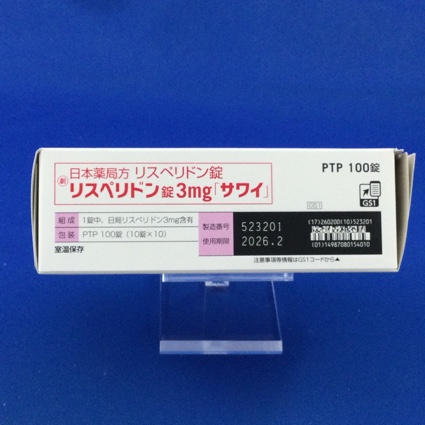 日本薬局方 リスペリドン錠
劇 リスペリドン錠3mg「サワイ」
PTP 100錠
GS1
GS1
組成 1錠中、日局リスペリドン3mg含有
包装 PTP 100錠(10錠×10)
室温保存
製造番号 523201
使用期限 2026.2
(17)260200(10)523201
(01)14987080154010
注意事項等情報はGS1コードから▲